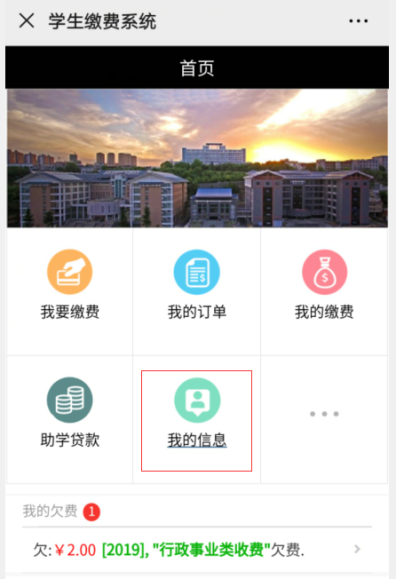 学生缴费系统
首页
我要缴费
我的订单
我的缴费
助学贷款
我的信息
我的欠费 1
欠:￥2.00 [2019], "行政事业类收费"欠费.